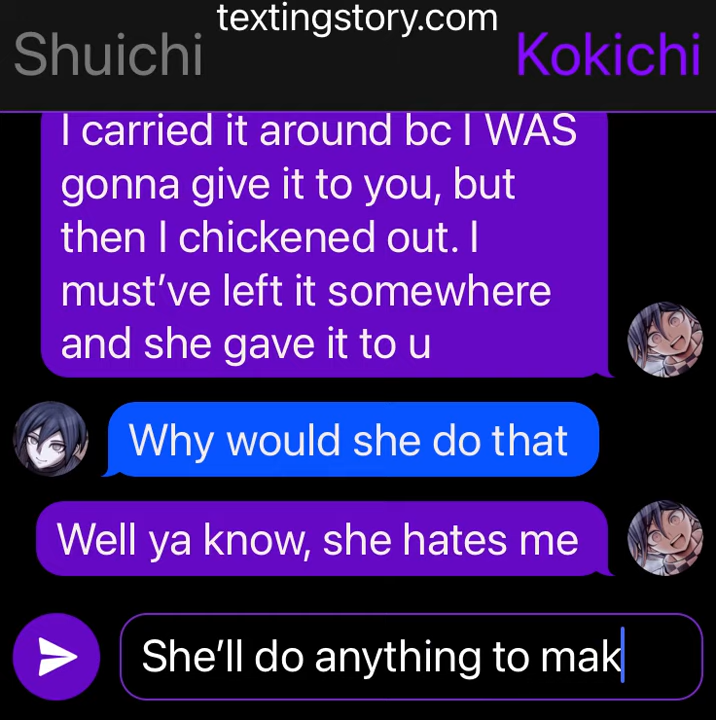 textingstory.com
Shuichi Kokichi
I carried it around bc I WAS
gonna give it to you, but
then I chickened out. I
must’ve left it somewhere
and she gave it to u
Why would she do that
Well ya know, she hates me
She’ll do anything to mak